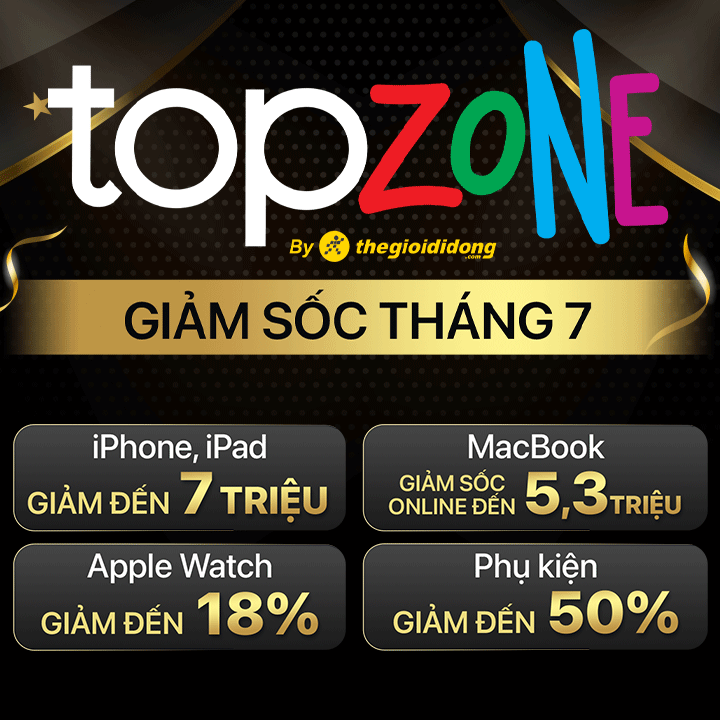 topzone
By thegioididong.com
GIẢM SỐC THÁNG 7
iPhone, iPad
GIẢM ĐẾN 7 TRIỆU
MacBook
GIẢM SỐC
ONLINE ĐẾN 5,3 TRIỆU
Apple Watch
GIẢM ĐẾN 18%
Phụ kiện
GIẢM ĐẾN 50%